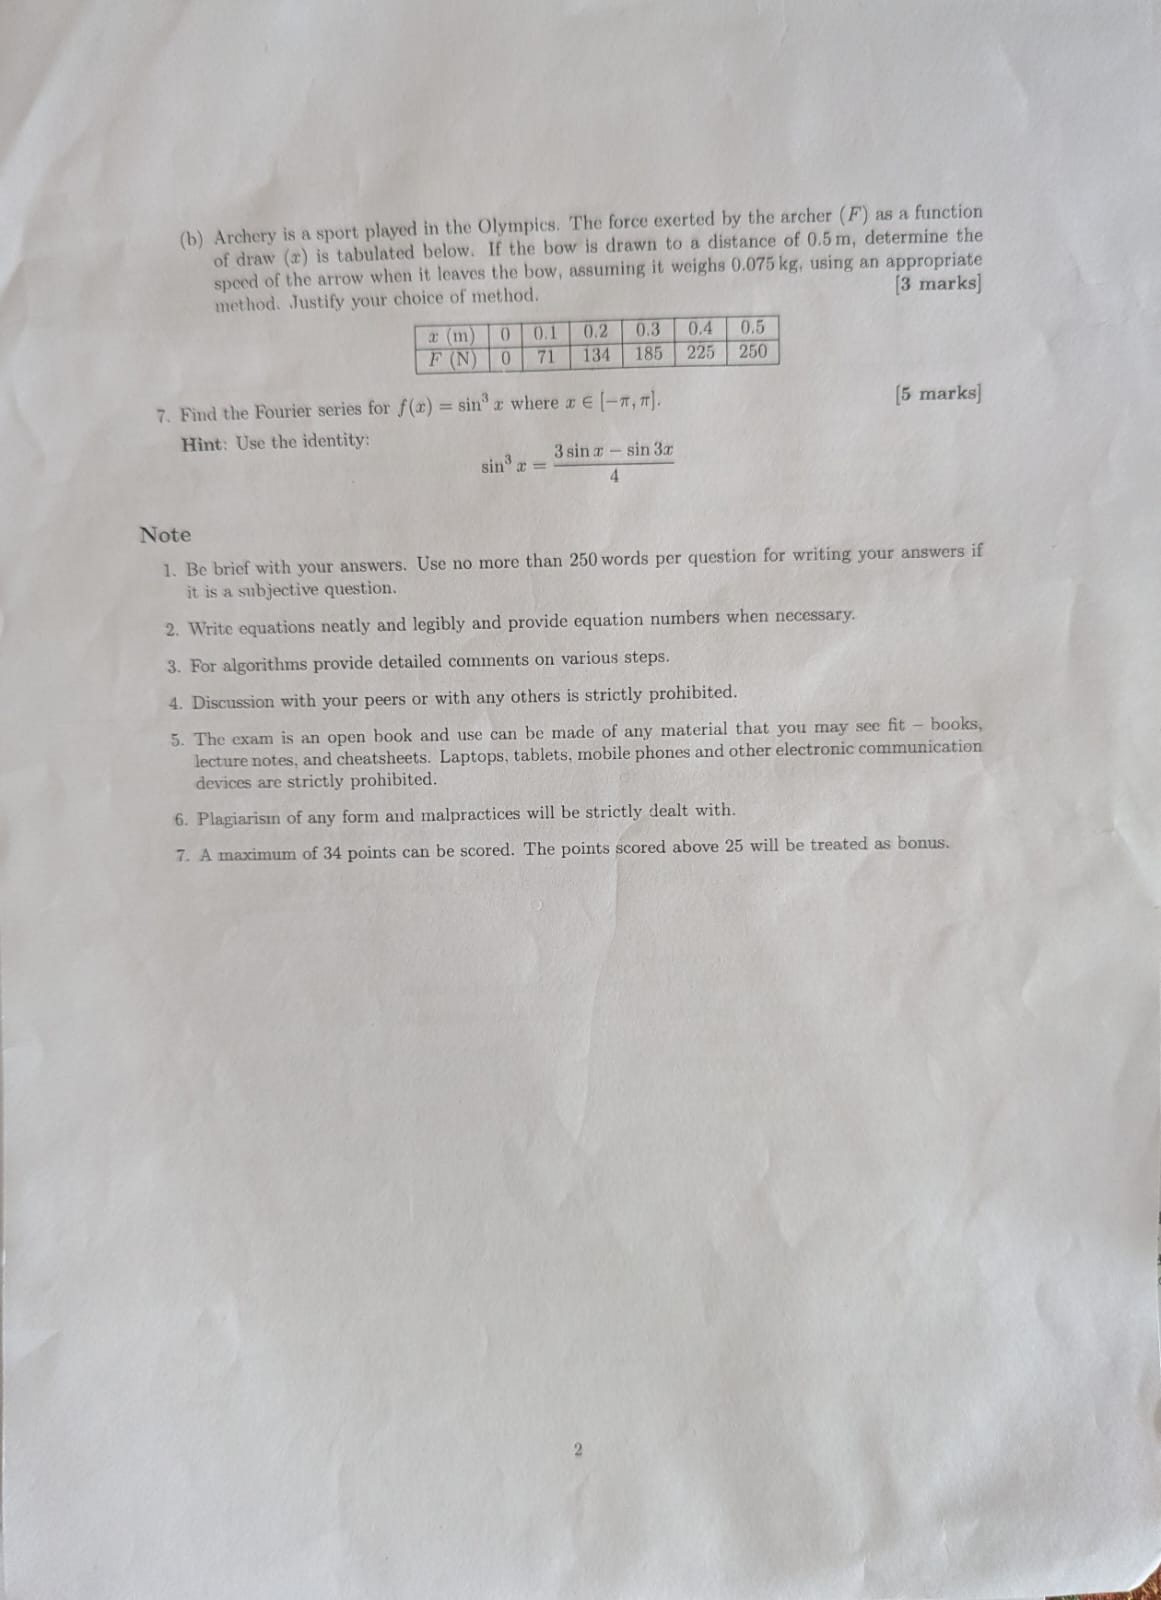 (b) Archery is a sport played in the Olympics. The force exerted by the archer (F) as a function
of draw (x) is tabulated below. If the bow is drawn to a distance of 0.5 m, determine the
speed of the arrow when it leaves the bow, assuming it weighs 0.075 kg, using an appropriate
method. Justify your choice of method. [3 marks]
x (m) 0 0.1 0.2 0.3 0.4 0.5
F (N) 0 71 134 185 225 250
7. Find the Fourier series for f(x) = sin³ x where x ∈ [−π, π]. [5 marks]
Hint: Use the identity:
sin³ x = (3 sin x − sin 3x) / 4
Note
1. Be brief with your answers. Use no more than 250 words per question for writing your answers if
it is a subjective question.
2. Write equations neatly and legibly and provide equation numbers when necessary.
3. For algorithms provide detailed comments on various steps.
4. Discussion with your peers or with any others is strictly prohibited.
5. The exam is an open book and use can be made of any material that you may see fit – books,
lecture notes, and cheatsheets. Laptops, tablets, mobile phones and other electronic communication
devices are strictly prohibited.
6. Plagiarism of any form and malpractices will be strictly dealt with.
7. A maximum of 34 points can be scored. The points scored above 25 will be treated as bonus.
2